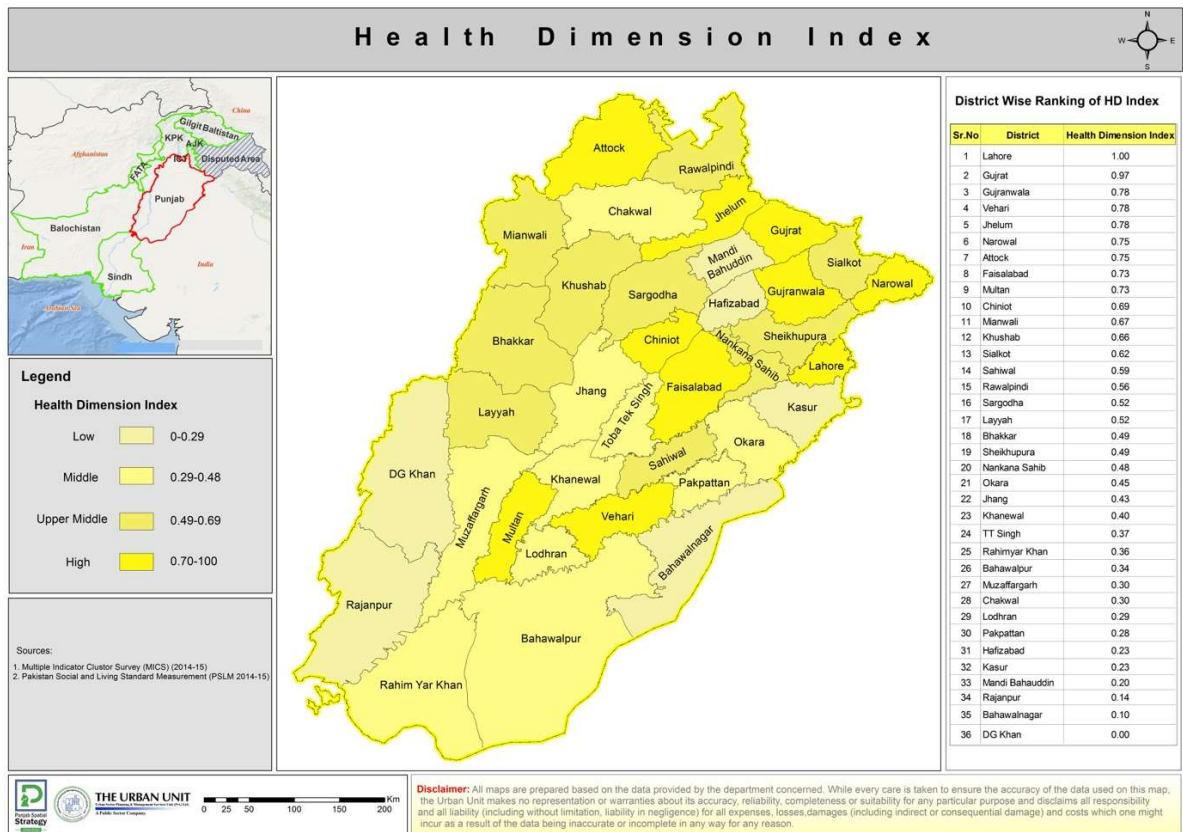 Health Dimension Index
N
W E
S
China
Gilgit Baltistan
KPK
AJK
Afghanistan
FATA
ICT
Disputed Area
Punjab
Balochistan
Iran
Sindh
India
Arabian Sea
Legend
Health Dimension Index
Low 0-0.29
Middle 0.29-0.48
Upper Middle 0.49-0.69
High 0.70-100
Sources:
1. Multiple Indicator Clustor Survey (MICS) (2014-15)
2. Pakistan Social and Living Standard Measurement (PSLM 2014-15)
Attock
Rawalpindi
Chakwal
Jhelum
Mianwali
Gujrat
Mandi
Bahuddin
Sialkot
Khushab
Sargodha
Hafizabad
Gujranwala
Narowal
Bhakkar
Chiniot
Nankana Sahib
Sheikhupura
Lahore
Jhang
Toba Tek Singh
Faisalabad
Layyah
Kasur
Okara
DG Khan
Sahiwal
Khanewal
Pakpattan
Muzaffargarh
Multan
Vehari
Lodhran
Bahawalnagar
Rajanpur
Bahawalpur
Rahim Yar Khan
District Wise Ranking of HD Index
Sr.No District Health Dimension Index
1 Lahore 1.00
2 Gujrat 0.97
3 Gujranwala 0.78
4 Vehari 0.78
5 Jhelum 0.78
6 Narowal 0.75
7 Attock 0.75
8 Faisalabad 0.73
9 Multan 0.73
10 Chiniot 0.69
11 Mianwali 0.67
12 Khushab 0.66
13 Sialkot 0.62
14 Sahiwal 0.59
15 Rawalpindi 0.56
16 Sargodha 0.52
17 Layyah 0.52
18 Bhakkar 0.49
19 Sheikhupura 0.49
20 Nankana Sahib 0.48
21 Okara 0.45
22 Jhang 0.43
23 Khanewal 0.40
24 TT Singh 0.37
25 Rahimyar Khan 0.36
26 Bahawalpur 0.34
27 Muzaffargarh 0.30
28 Chakwal 0.30
29 Lodhran 0.29
30 Pakpattan 0.28
31 Hafizabad 0.23
32 Kasur 0.23
33 Mandi Bahauddin 0.20
34 Rajanpur 0.14
35 Bahawalnagar 0.10
36 DG Khan 0.00
Punjab Spatial
Strategy
THE URBAN UNIT
A Public Sector Company
Km
0 25 50 100 150 200
Disclaimer: All maps are prepared based on the data provided by the department concerned. While every care is taken to ensure the accuracy of the data used on this map,
the Urban Unit makes no representation or warranties about its accuracy, reliability, completeness or suitability for any particular purpose and disclaims all responsibility
and all liability (including without limitation, liability in negligence) for all expenses, losses,damages (including indirect or consequential damage) and costs which one might
incur as a result of the data being inaccurate or incomplete in any way for any reason.